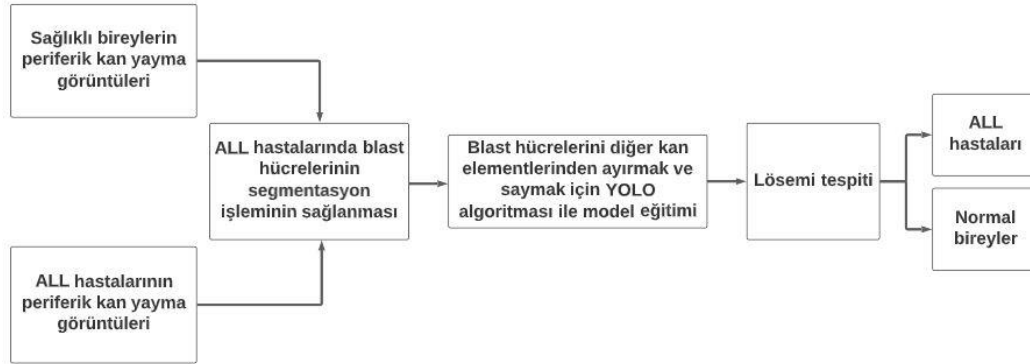 Sağlıklı bireylerin
periferik kan yayma
görüntüleri
ALL hastalarının
periferik kan yayma
görüntüleri
ALL hastalarında blast
hücrelerinin
segmentasyon
işleminin sağlanması
Blast hücrelerini diğer kan
elementlerinden ayırmak ve
saymak için YOLO
algoritması ile model eğitimi
Lösemi tespiti
ALL
hastaları
Normal
bireyler